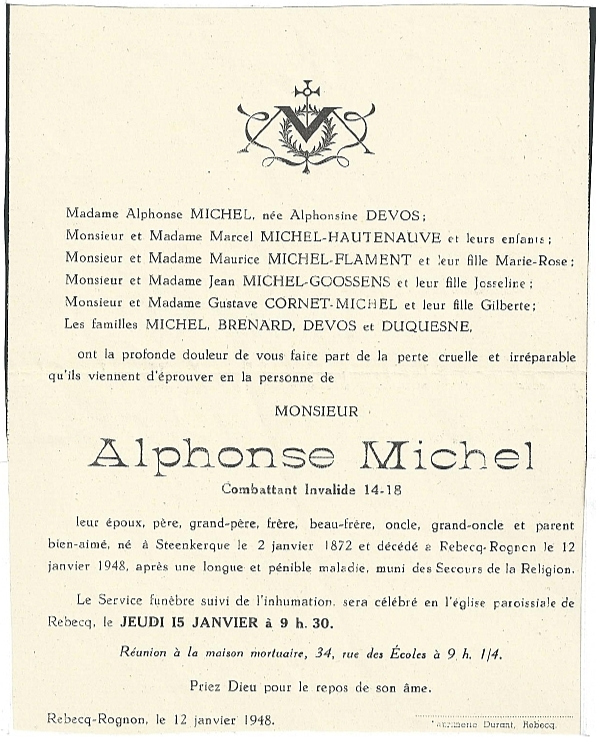 Madame Alphonse MICHEL, née Alphonsine DEVOS;
Monsieur et Madame Marcel MICHEL-HAUTENAUVE et leurs enfants;
Monsieur et Madame Maurice MICHEL-FLAMENT et leur fille Marie-Rose;
Monsieur et Madame Jean MICHEL-GOOSSENS et leur fille Josseline;
Monsieur et Madame Gustave CORNET-MICHEL et leur fille Gilberte;
Les familles MICHEL, BRENARD, DEVOS et DUQUESNE,
ont la profonde douleur de vous faire part de la perte cruelle et irréparable
qu'ils viennent d'éprouver en la personne de
MONSIEUR
Alphonse Michel
Combattant Invalide 14-18
leur époux, père, grand-père, frère, beau-frère, oncle, grand-oncle et parent
bien-aimé, né à Steenkerque le 2 janvier 1872 et décédé a Rebecq-Rognon le 12
janvier 1948, après une longue et pénible maladie, muni des Secours de la Religion.
Le Service funèbre suivi de l'inhumation, sera célébré en l'église paroissiale de
Rebecq, le JEUDI 15 JANVIER à 9 h. 30.
Réunion à la maison mortuaire, 34, rue des Écoles à 9 h. 1/4.
Priez Dieu pour le repos de son âme.
Rebecq-Rognon, le 12 janvier 1948.
Imprimerie Durant, Rebecq.